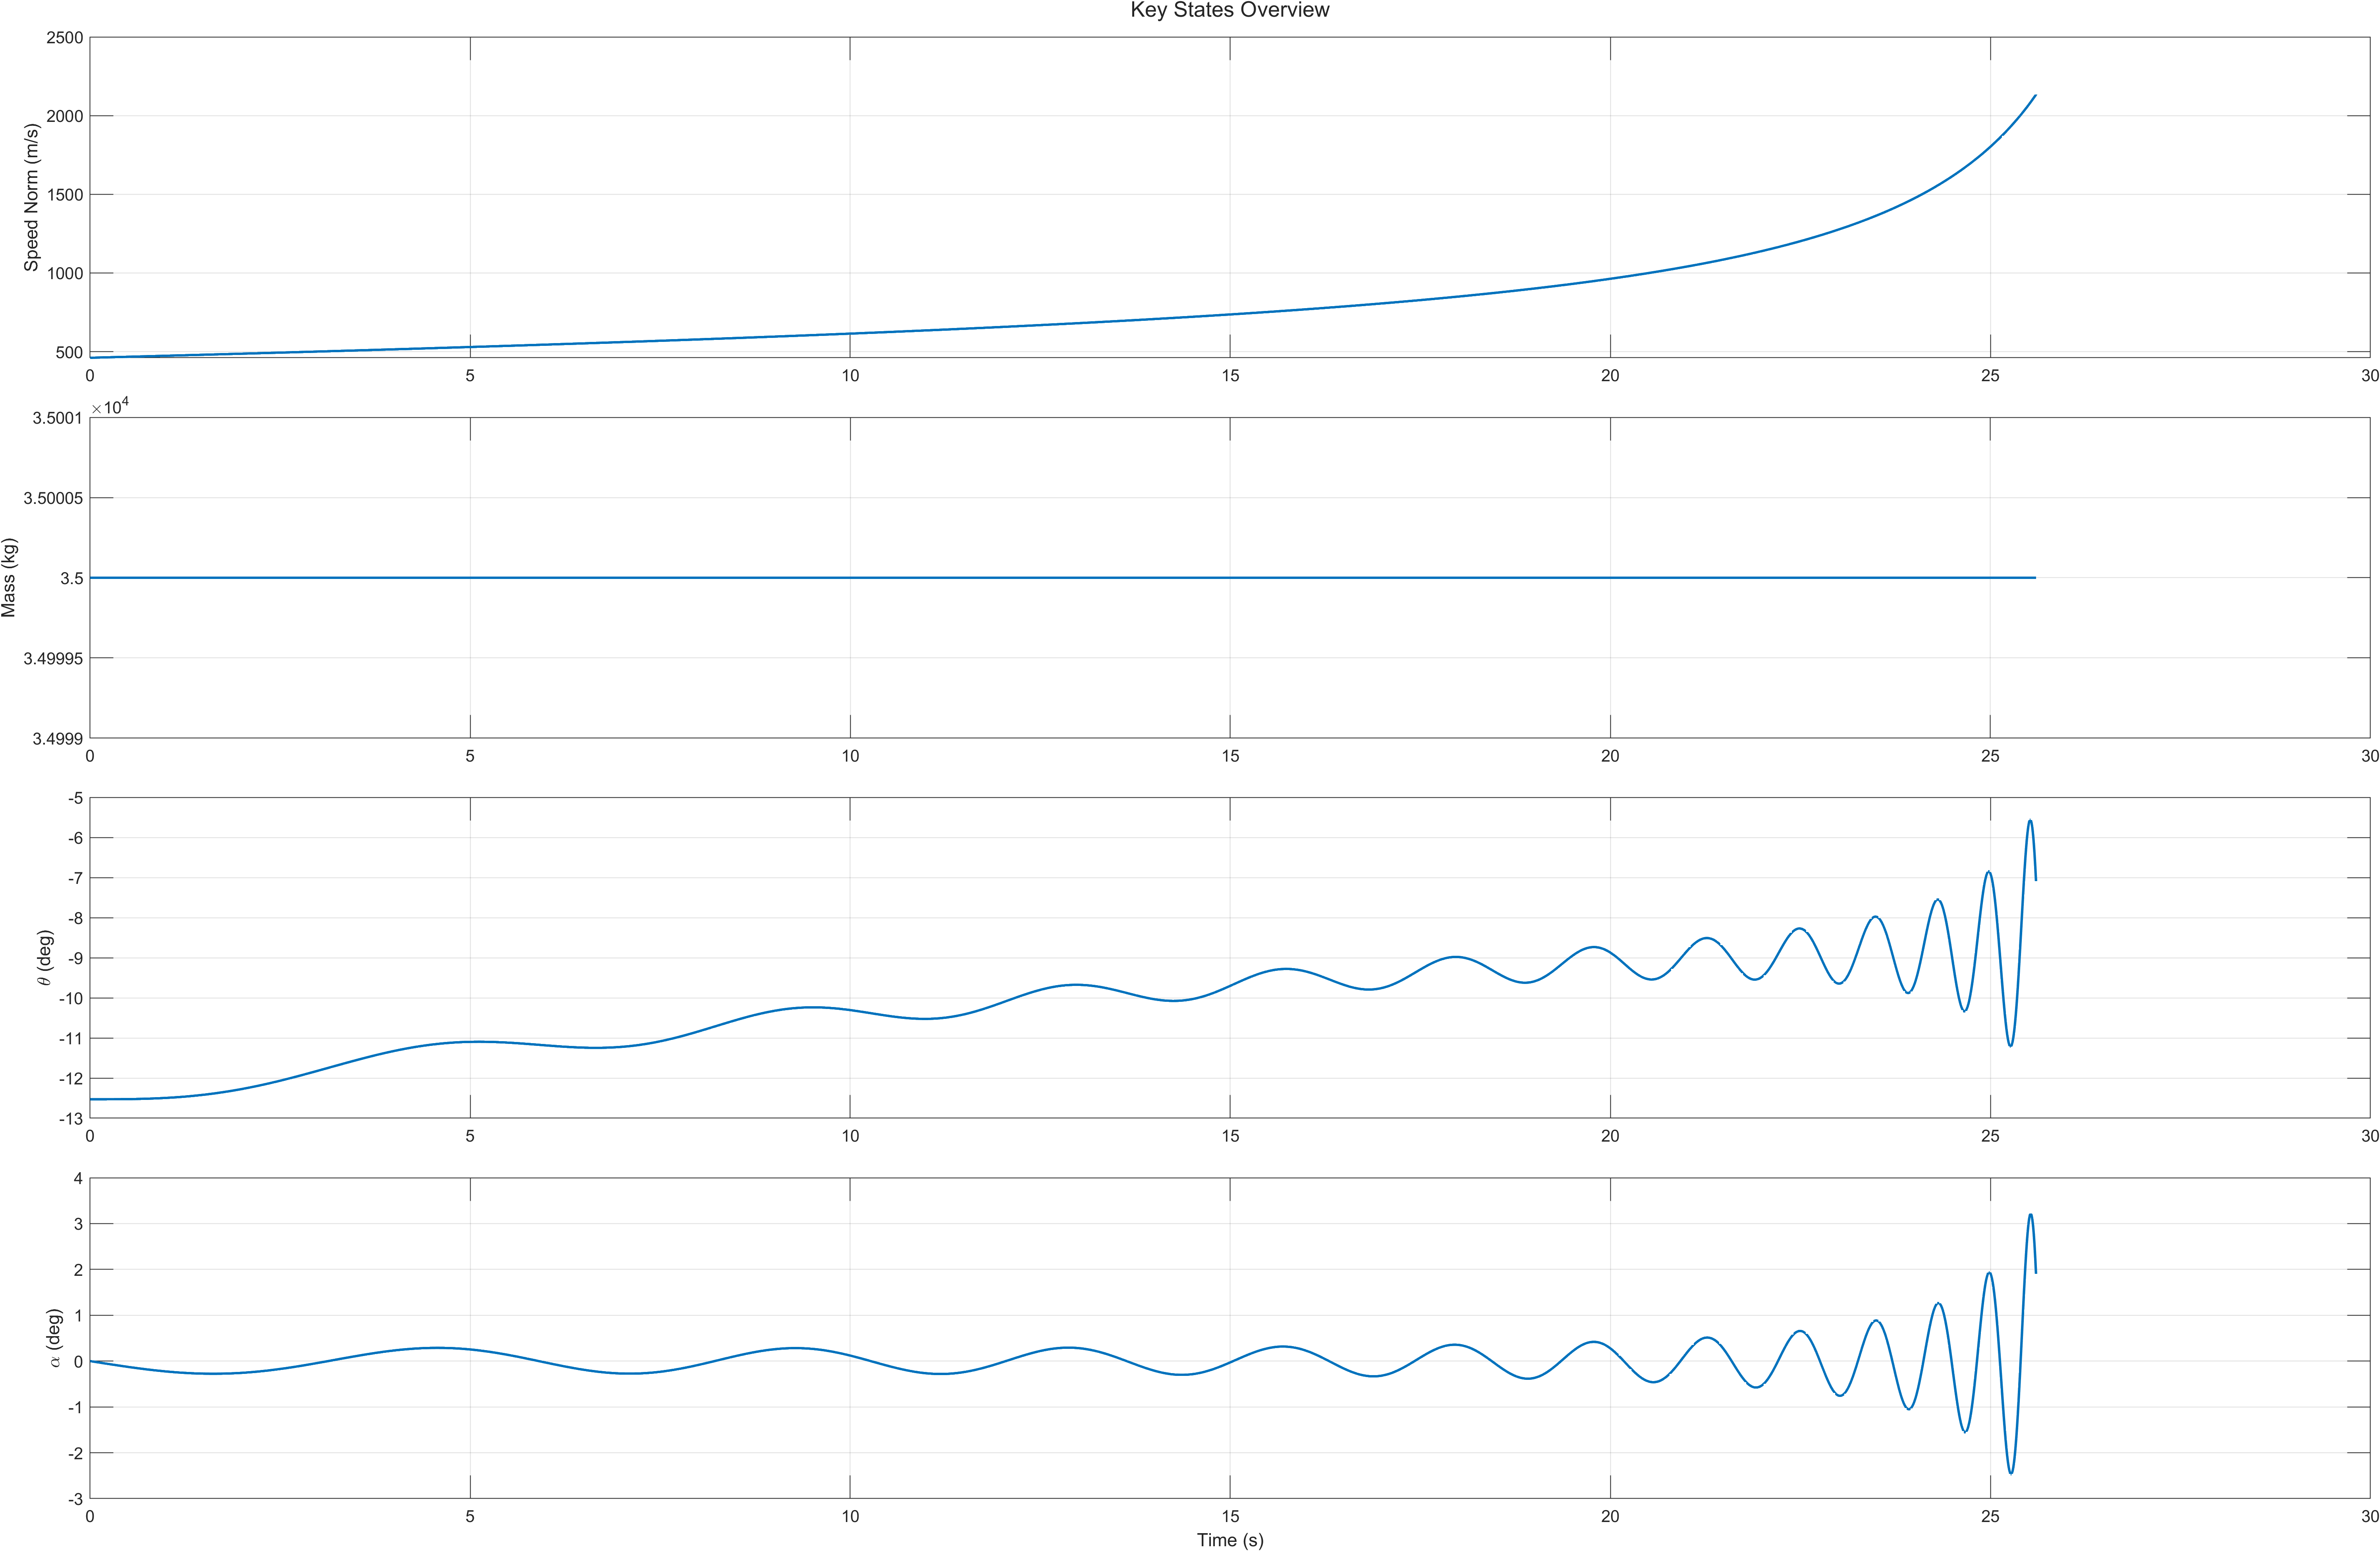 Key States Overview
2500
2000
1500
1000
500
Speed Norm (m/s)
0 5 10 15 20 25 30
×10⁴
3.5001
3.50005
3.5
3.49995
3.4999
Mass (kg)
0 5 10 15 20 25 30
-5
-6
-7
-8
-9
-10
-11
-12
-13
θ (deg)
0 5 10 15 20 25 30
4
3
2
1
0
-1
-2
-3
α (deg)
0 5 10 15 20 25 30
Time (s)